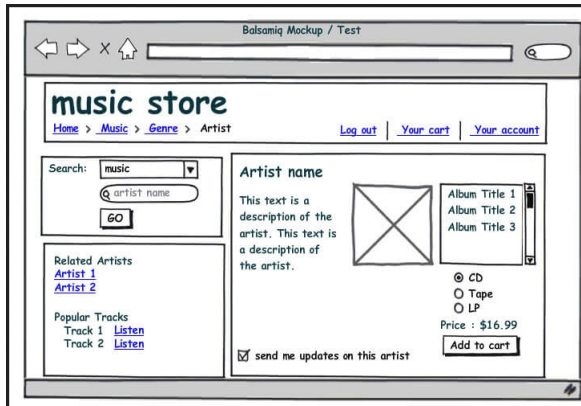 Balsamiq Mockup / Test
X
music store
Home > Music > Genre > Artist
Log out | Your cart | Your account
Search: music
artist name
GO
Related Artists
Artist 1
Artist 2
Popular Tracks
Track 1 Listen
Track 2 Listen
Artist name
This text is a
description of the
artist. This text is
a description of
the artist.
Album Title 1
Album Title 2
Album Title 3
CD
Tape
LP
Price : $16.99
Add to cart
send me updates on this artist